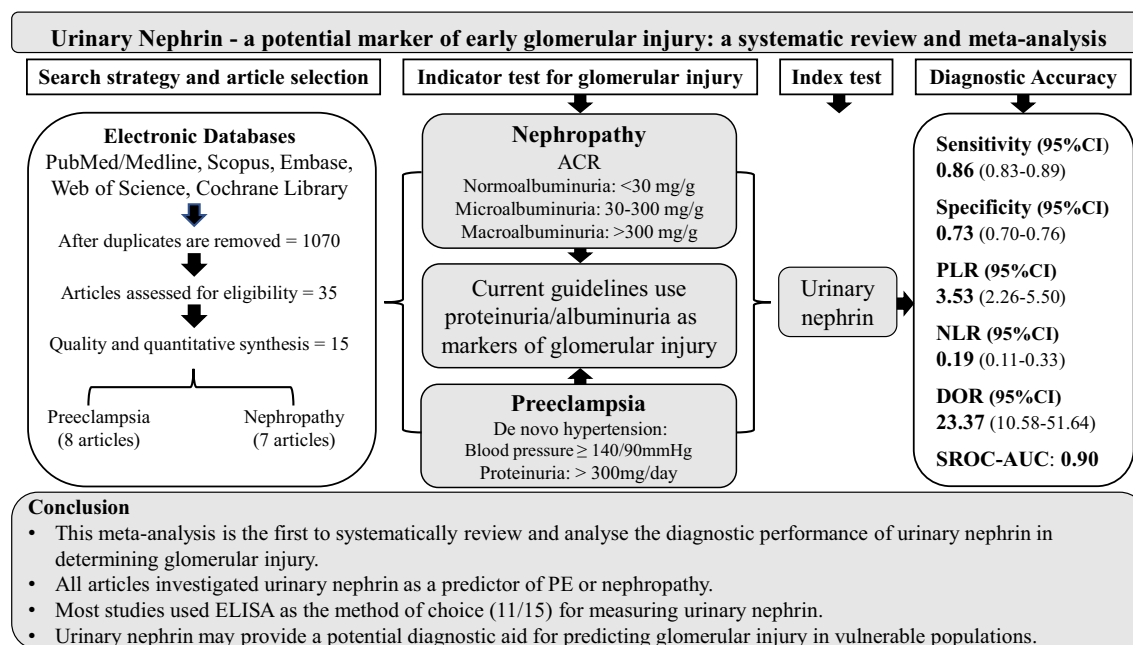 Urinary Nephrin - a potential marker of early glomerular injury: a systematic review and meta-analysis
Search strategy and article selection
Electronic Databases
PubMed/Medline, Scopus, Embase,
Web of Science, Cochrane Library
After duplicates are removed = 1070
Articles assessed for eligibility = 35
Quality and quantitative synthesis = 15
Preeclampsia
(8 articles)
Nephropathy
(7 articles)
Indicator test for glomerular injury
Nephropathy
ACR
Normoalbuminuria: <30 mg/g
Microalbuminuria: 30-300 mg/g
Macroalbuminuria: >300 mg/g
Current guidelines use
proteinuria/albuminuria as
markers of glomerular injury
Preeclampsia
De novo hypertension:
Blood pressure ≥ 140/90mmHg
Proteinuria: > 300mg/day
Index test
Urinary
nephrin
Diagnostic Accuracy
Sensitivity (95%CI)
0.86 (0.83-0.89)
Specificity (95%CI)
0.73 (0.70-0.76)
PLR (95%CI)
3.53 (2.26-5.50)
NLR (95%CI)
0.19 (0.11-0.33)
DOR (95%CI)
23.37 (10.58-51.64)
SROC-AUC: 0.90
Conclusion
• This meta-analysis is the first to systematically review and analyse the diagnostic performance of urinary nephrin in
determining glomerular injury.
• All articles investigated urinary nephrin as a predictor of PE or nephropathy.
• Most studies used ELISA as the method of choice (11/15) for measuring urinary nephrin.
• Urinary nephrin may provide a potential diagnostic aid for predicting glomerular injury in vulnerable populations.